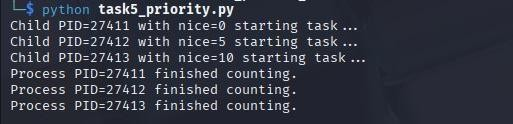 └─$ python task5_priority.py
Child PID=27411 with nice=0 starting task...
Child PID=27412 with nice=5 starting task...
Child PID=27413 with nice=10 starting task...
Process PID=27411 finished counting.
Process PID=27412 finished counting.
Process PID=27413 finished counting.